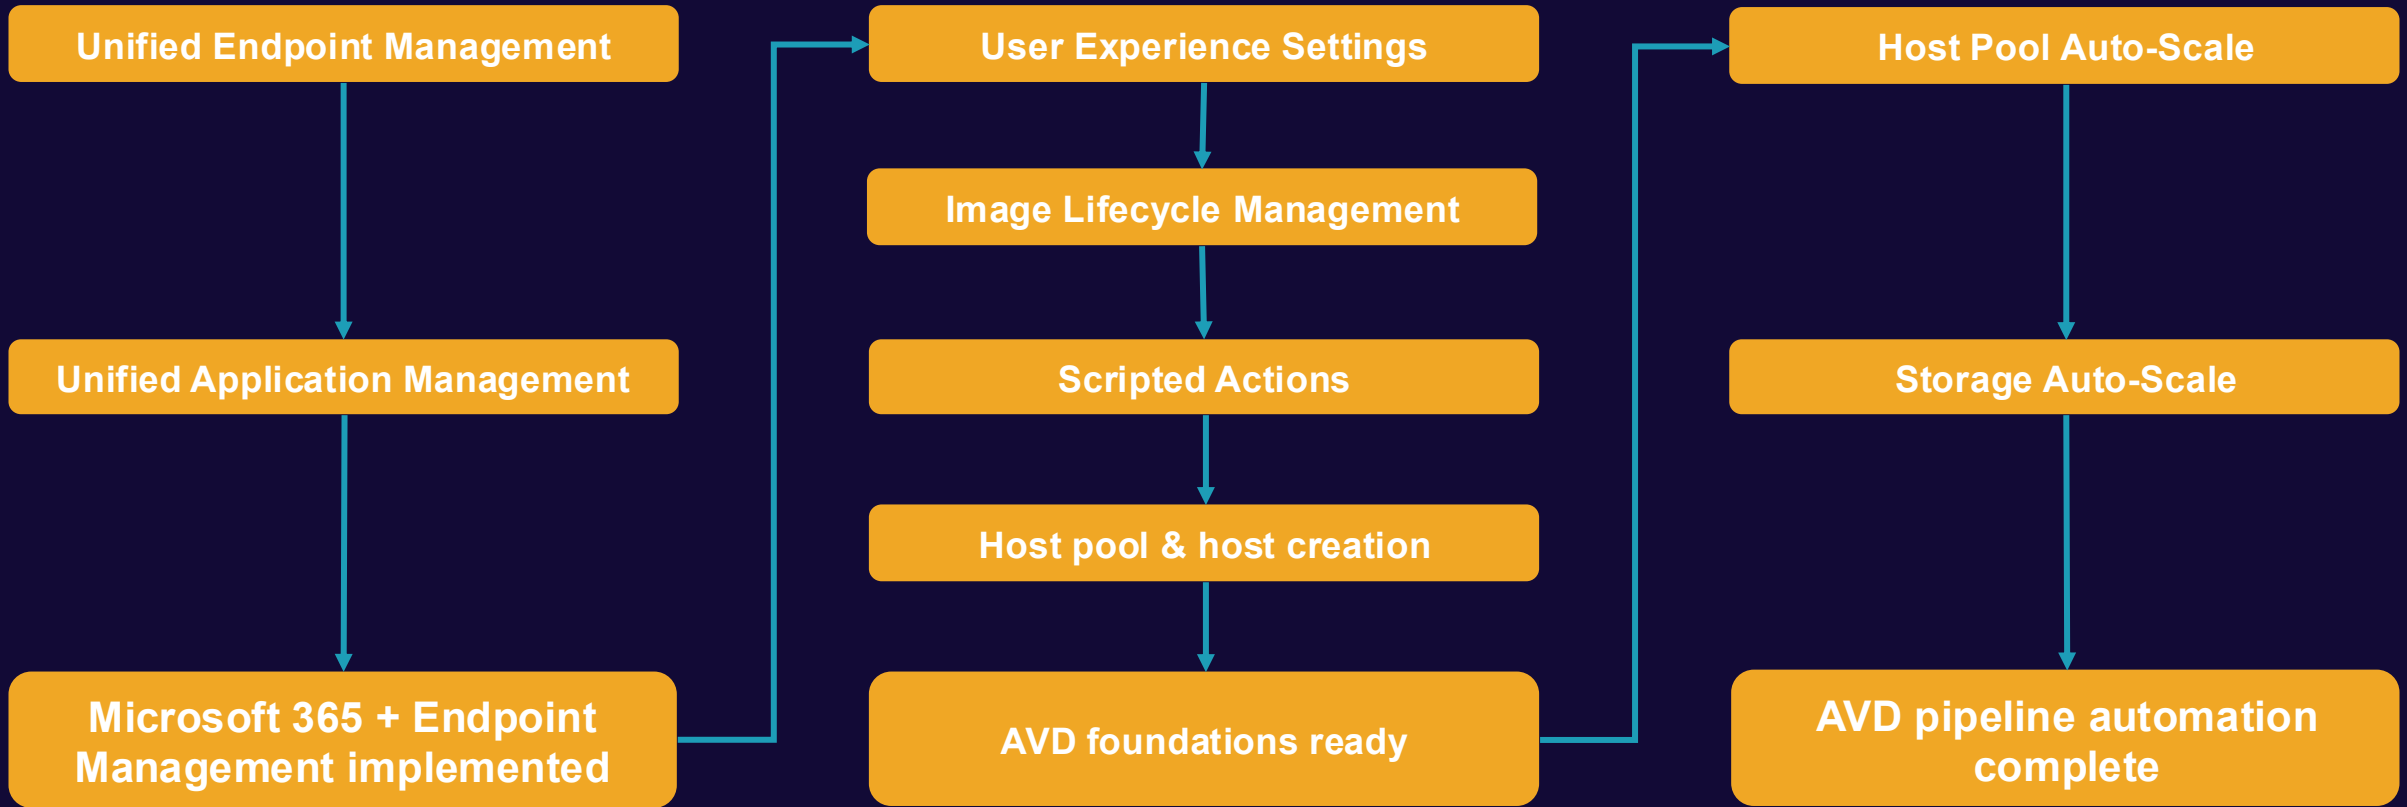 Unified Endpoint Management
Unified Application Management
Microsoft 365 + Endpoint
Management implemented
User Experience Settings
Image Lifecycle Management
Scripted Actions
Host pool & host creation
AVD foundations ready
Host Pool Auto-Scale
Storage Auto-Scale
AVD pipeline automation
complete